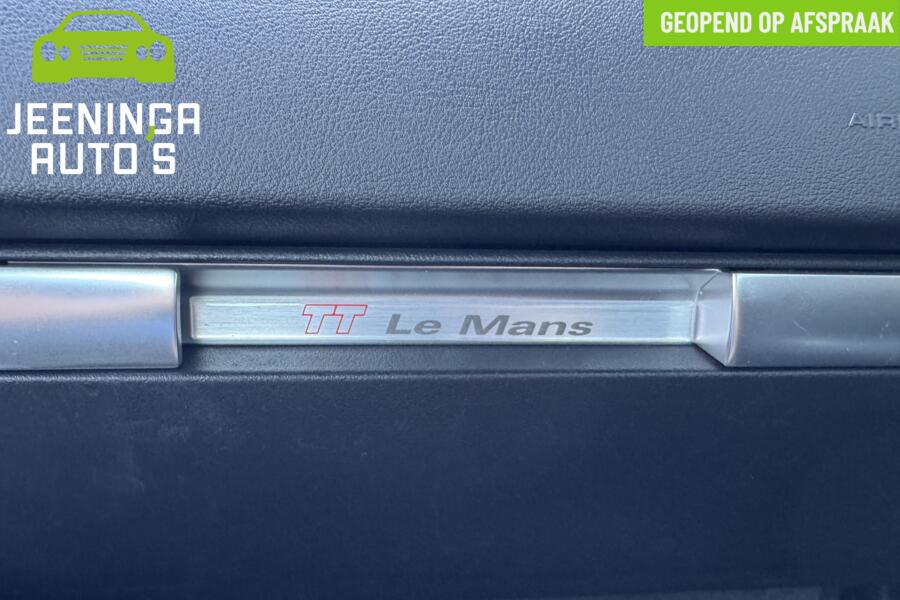 GEOPEND OP AFSPRAAK
JEENINGA
AUTO'S
TT Le Mans